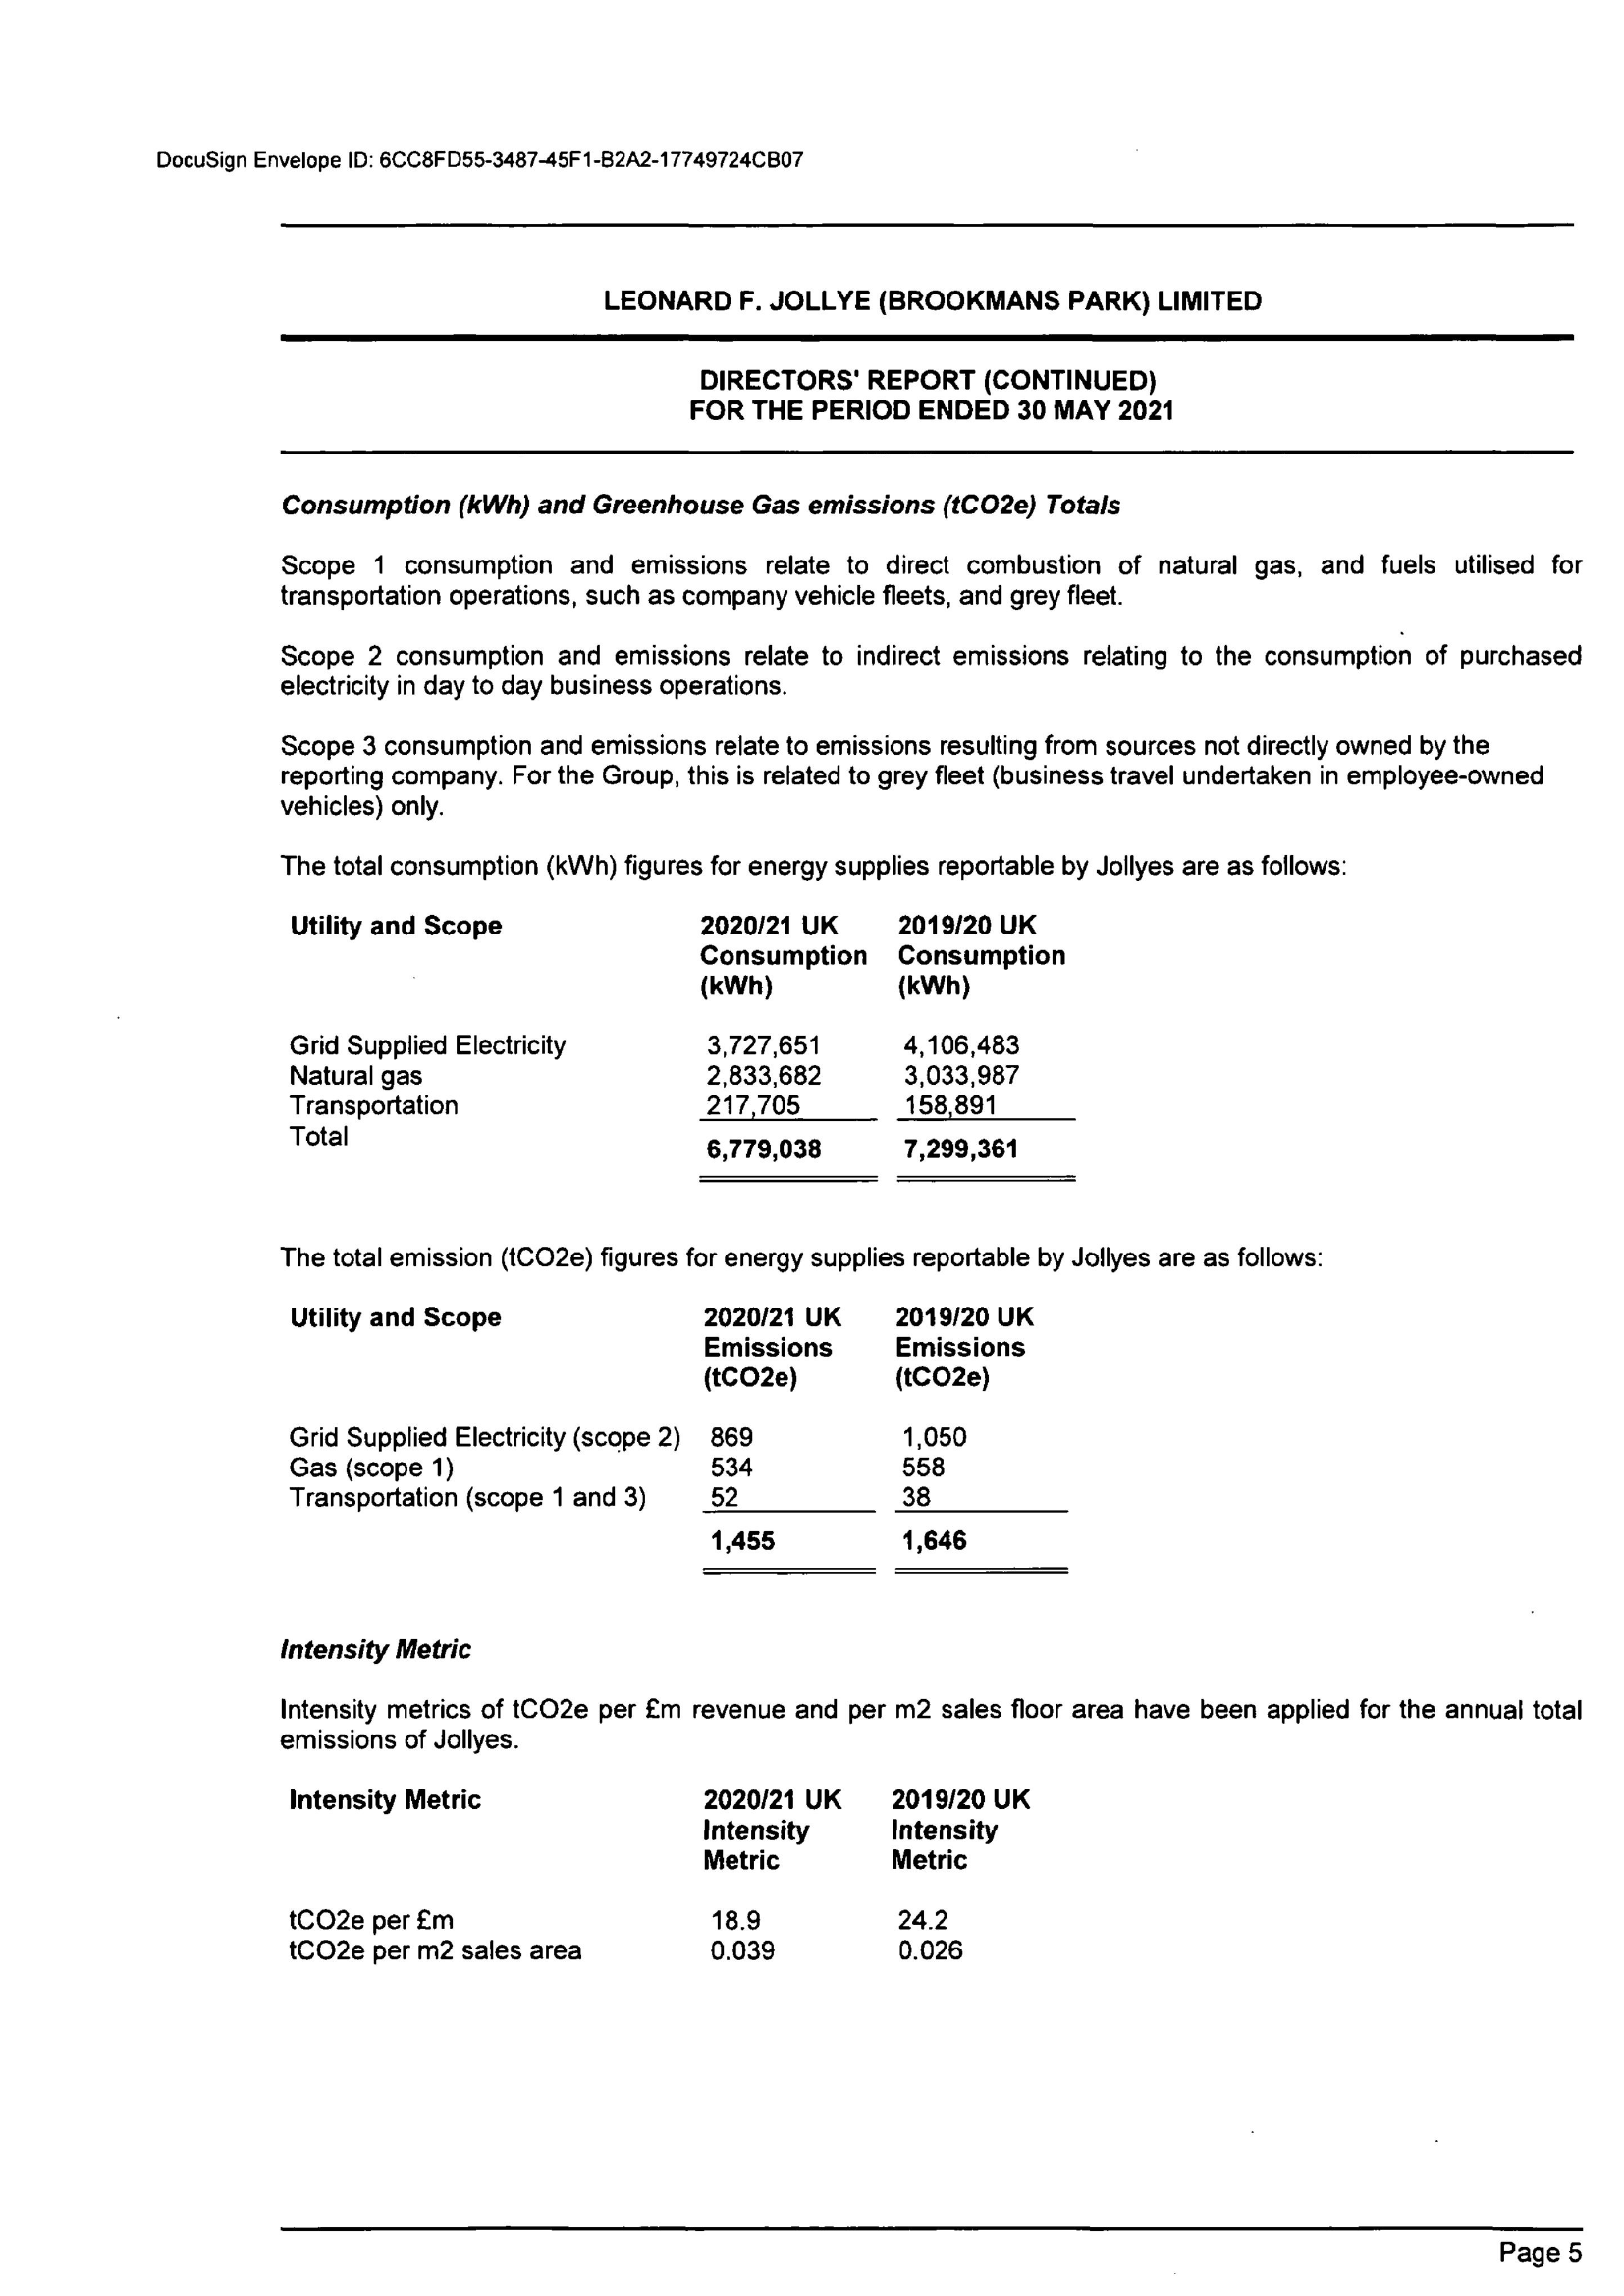 DocuSign Envelope ID: 6CC8FD55-3487-45F1-B2A2-17749724CB07
LEONARD F. JOLLYE (BROOKMANS PARK) LIMITED
DIRECTORS' REPORT (CONTINUED)
FOR THE PERIOD ENDED 30 MAY 2021
Consumption (kWh) and Greenhouse Gas emissions (tCO2e) Totals
Scope 1 consumption and emissions relate to direct combustion of natural gas, and fuels utilised for
transportation operations, such as company vehicle fleets, and grey fleet.
Scope 2 consumption and emissions relate to indirect emissions relating to the consumption of purchased
electricity in day to day business operations.
Scope 3 consumption and emissions relate to emissions resulting from sources not directly owned by the
reporting company. For the Group, this is related to grey fleet (business travel undertaken in employee-owned
vehicles) only.
The total consumption (kWh) figures for energy supplies reportable by Jollyes are as follows:
Utility and Scope 2020/21 UK 2019/20 UK
Consumption Consumption
(kWh) (kWh)
Grid Supplied Electricity 3,727,651 4,106,483
Natural gas 2,833,682 3,033,987
Transportation 217,705 158,891
Total 6,779,038 7,299,361
The total emission (tCO2e) figures for energy supplies reportable by Jollyes are as follows:
Utility and Scope 2020/21 UK 2019/20 UK
Emissions Emissions
(tCO2e) (tCO2e)
Grid Supplied Electricity (scope 2) 869 1,050
Gas (scope 1) 534 558
Transportation (scope 1 and 3) 52 38
1,455 1,646
Intensity Metric
Intensity metrics of tCO2e per £m revenue and per m2 sales floor area have been applied for the annual total
emissions of Jollyes.
Intensity Metric 2020/21 UK 2019/20 UK
Intensity Intensity
Metric Metric
tCO2e per £m 18.9 24.2
tCO2e per m2 sales area 0.039 0.026
Page 5